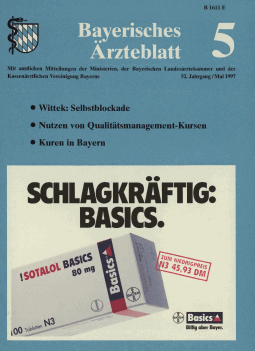 B 1611 E
Bayerisches
Ärzteblatt
5
Mit amtlichen Mitteilungen der Ministerien, der Bayerischen Landesärztekammer und der
Kassenärztlichen Vereinigung Bayerns
52. Jahrgang / Mai 1997
• Wittek: Selbstblockade
• Nutzen von Qualitätsmanagement-Kursen
• Kuren in Bayern
SCHLAGKRÄFTIG:
BASICS.
ZUM NIEDRIGPREIS
N3 45,93 DM
ISOTALOL BASICS
80 mg
Basics
100 Tabletten N3
Basics
Billig aber Bayer.